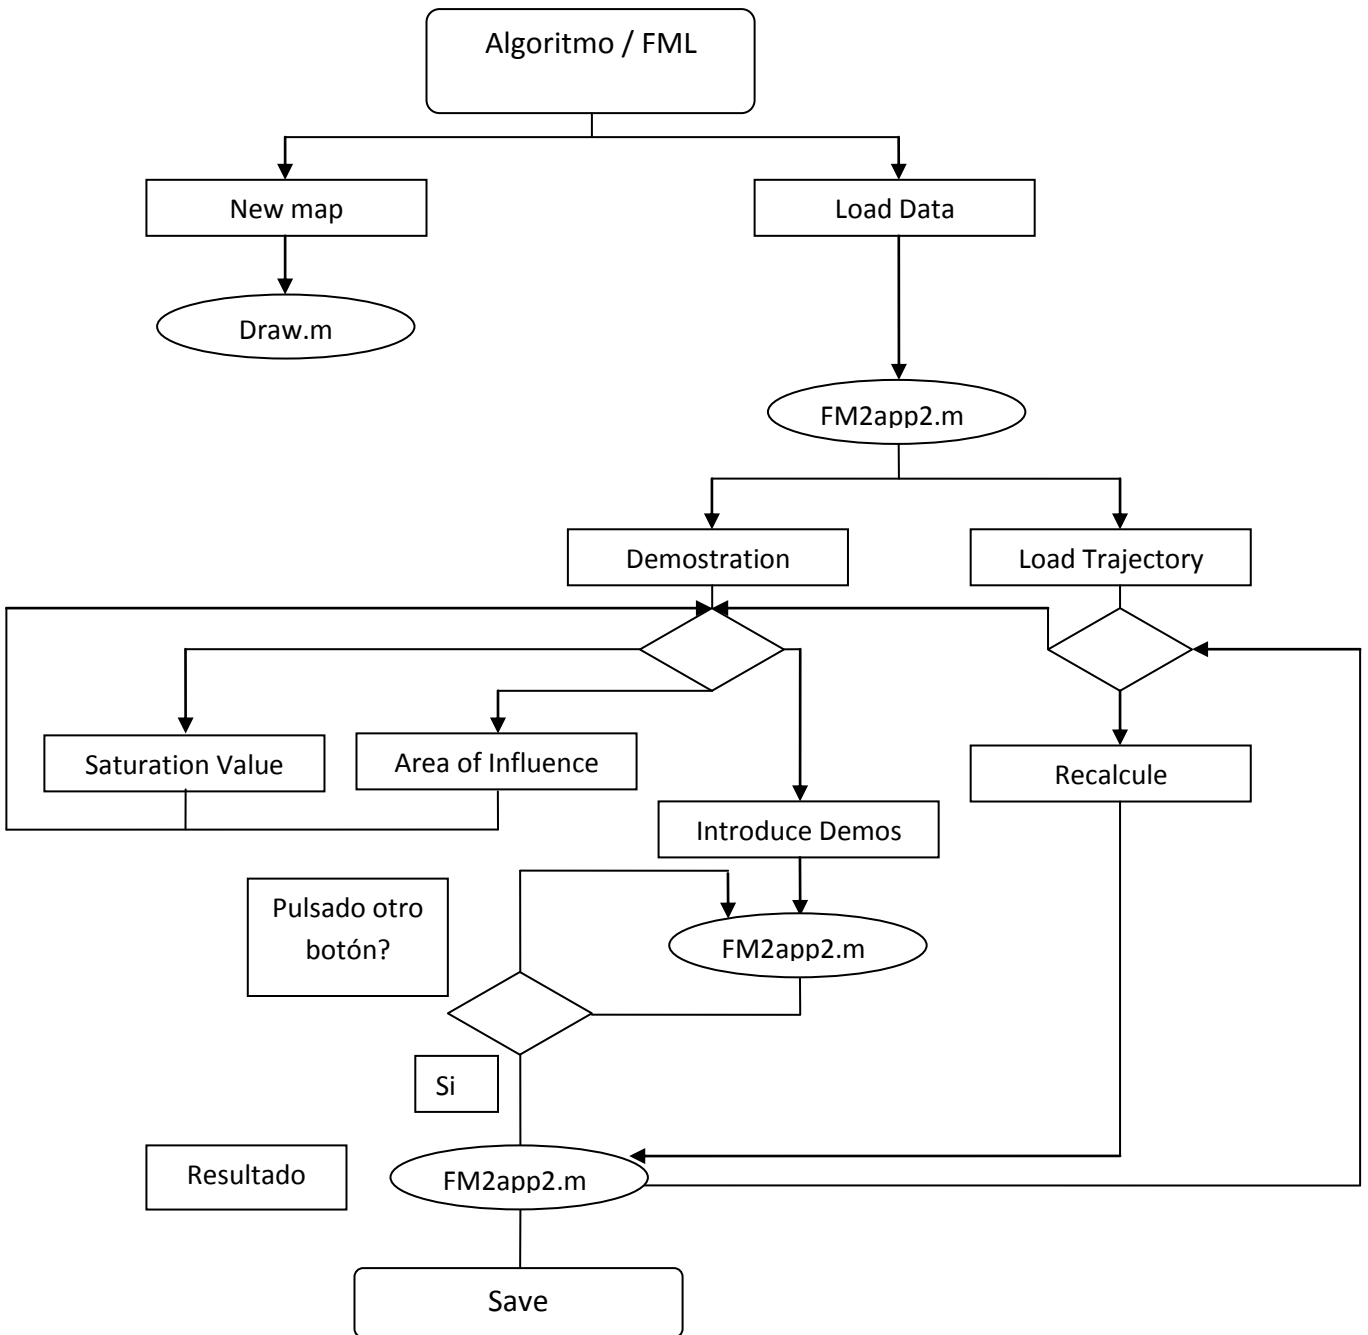 Algoritmo / FML
New map
Load Data
Draw.m
FM2app2.m
Demostration
Load Trajectory
Saturation Value
Area of Influence
Recalcule
Introduce Demos
Pulsado otro
botón?
FM2app2.m
Si
Resultado
FM2app2.m
Save